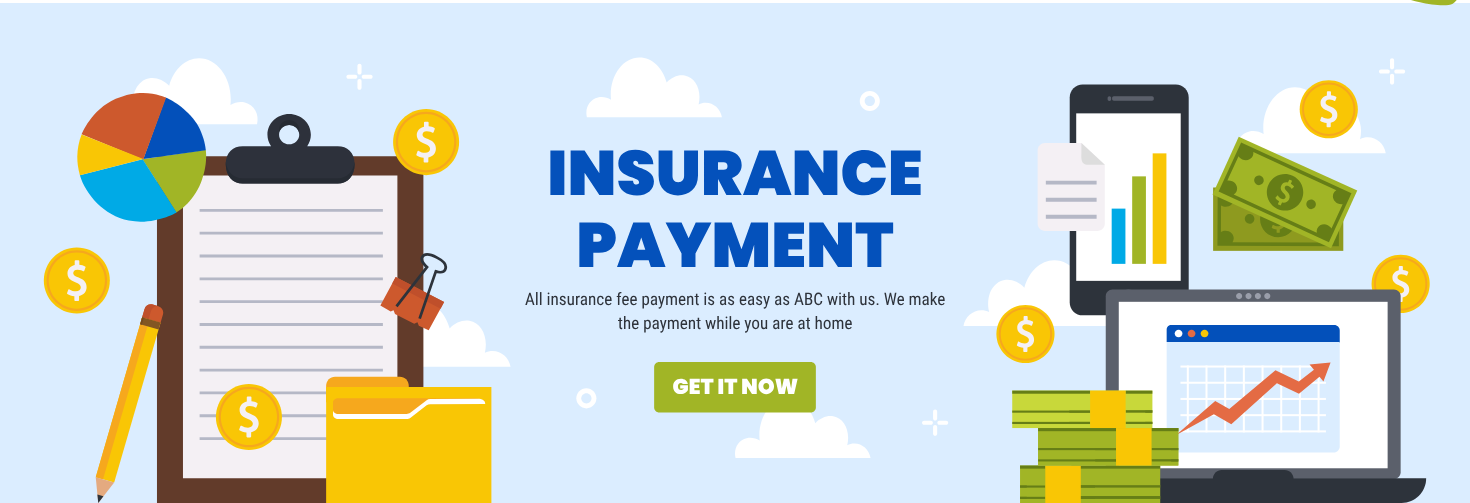 INSURANCE
PAYMENT
All insurance fee payment is as easy as ABC with us. We make
the payment while you are at home
GET IT NOW
$
$
$
$
$
$
$
$